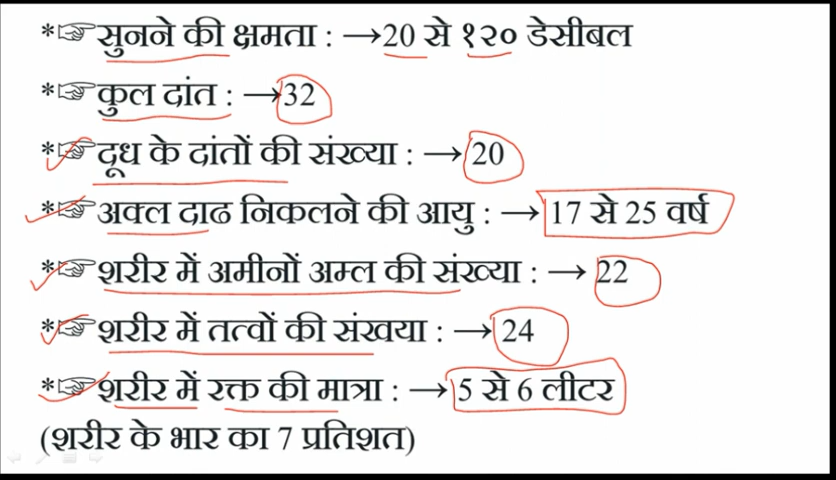 *☞सुनने की क्षमता : →20 से १२० डेसीबल
*☞कुल दांत : →32
*☞दूध के दांतों की संख्या : →20
*☞अक्ल दाढ निकलने की आयु : →17 से 25 वर्ष
*☞शरीर में अमीनों अम्ल की संख्या : → 22
*☞शरीर में तत्वों की संखया : →24
*☞शरीर में रक्त की मात्रा : →5 से 6 लीटर
(शरीर के भार का 7 प्रतिशत)